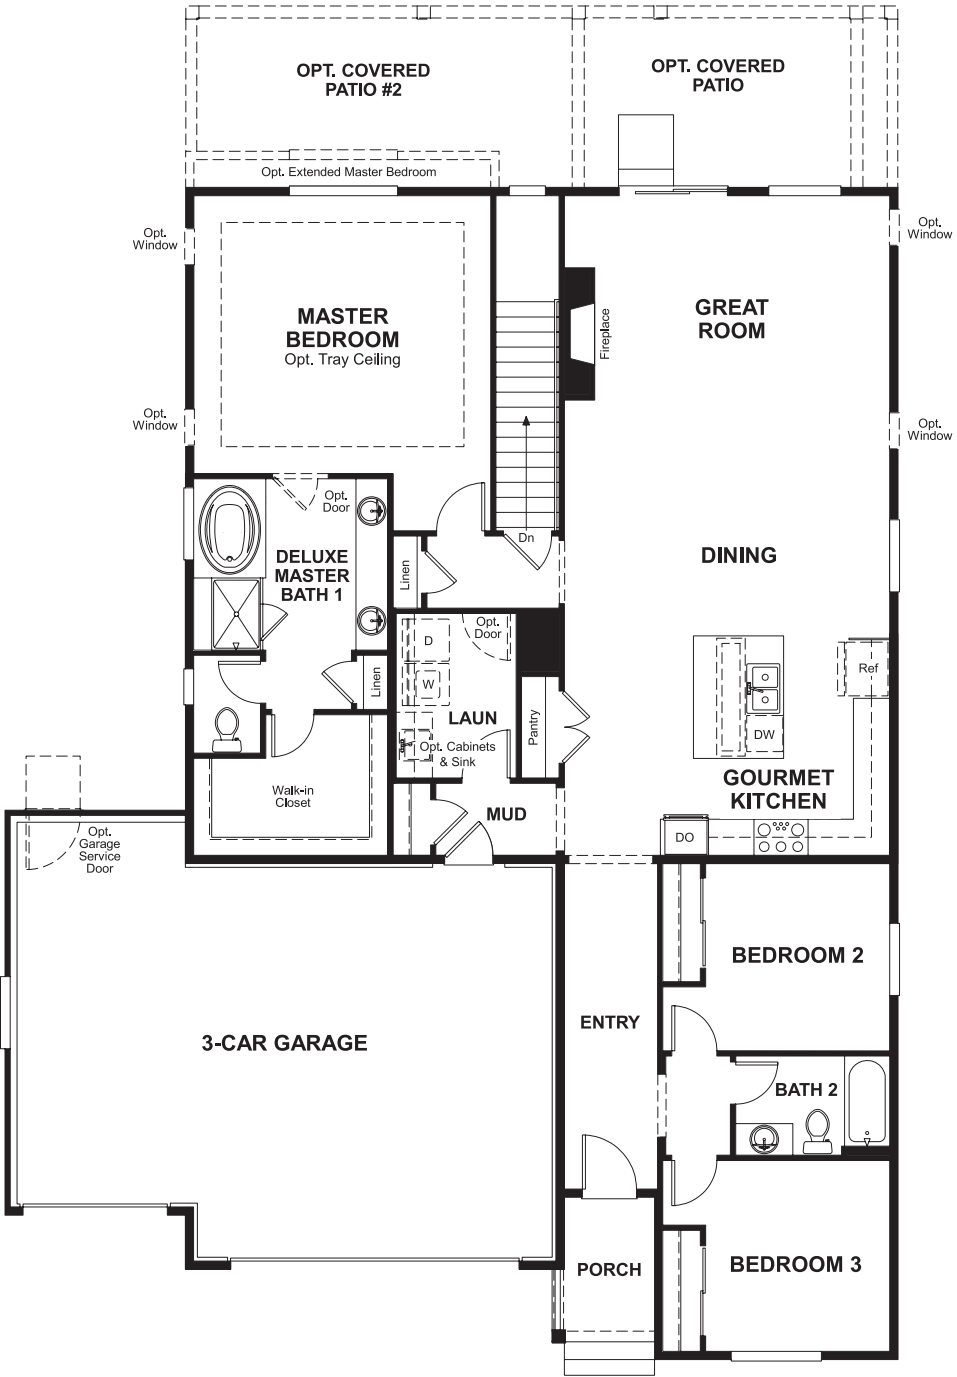 OPT. COVERED
PATIO #2
OPT. COVERED
PATIO
Opt. Extended Master Bedroom
Opt.
Window
Opt.
Window
MASTER
BEDROOM
Opt. Tray Ceiling
GREAT
ROOM
Fireplace
Opt.
Window
Opt.
Window
Opt.
Door
Dn
DELUXE
MASTER
BATH 1
Linen
DINING
Opt.
Door
D
W
Linen
LAUN
Opt. Cabinets
& Sink
Pantry
Ref
DW
GOURMET
KITCHEN
Walk-in
Closet
MUD
DO
Opt.
Garage
Service
Door
BEDROOM 2
3-CAR GARAGE
ENTRY
BATH 2
PORCH
BEDROOM 3